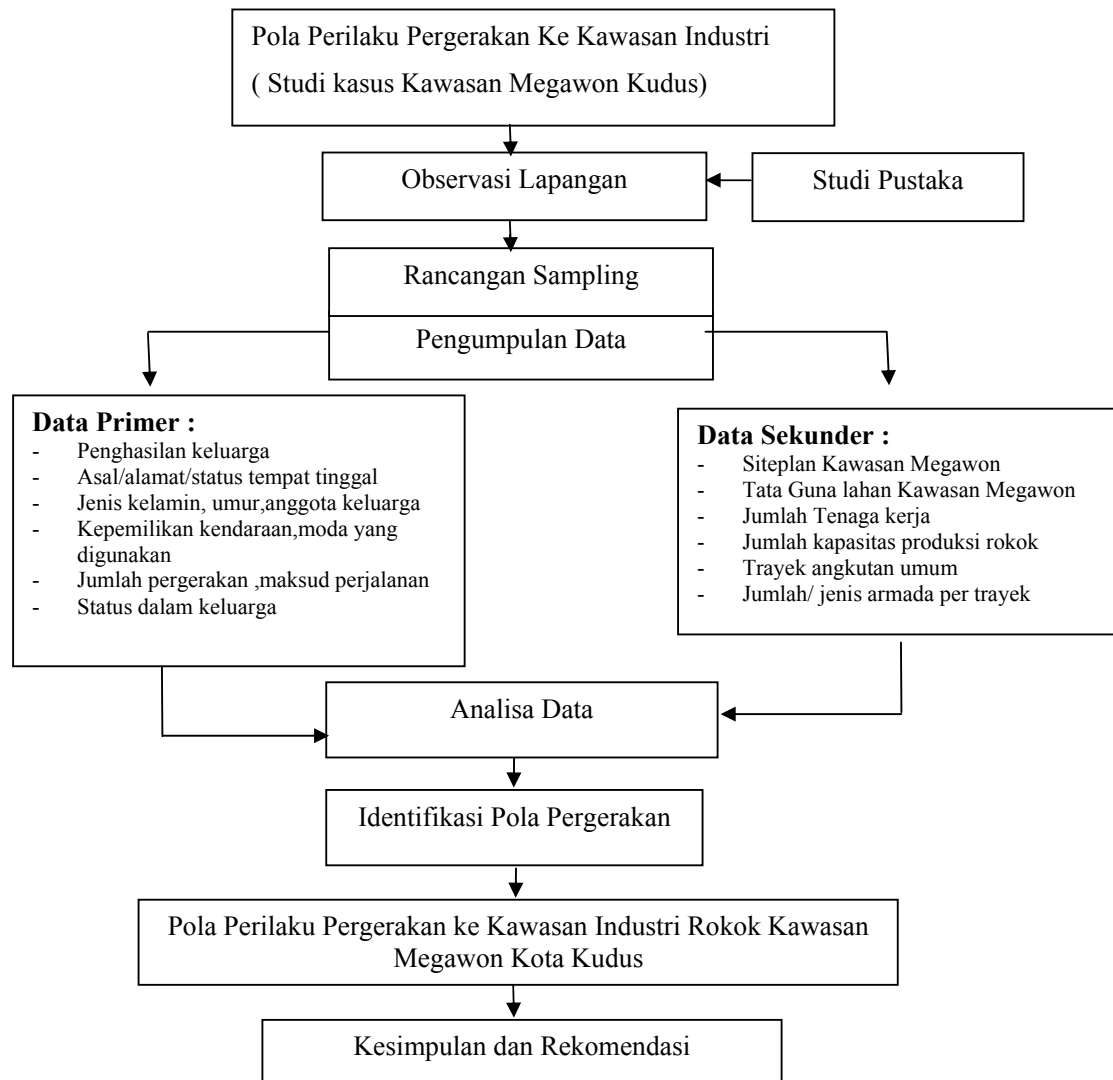 Pola Perilaku Pergerakan Ke Kawasan Industri
( Studi kasus Kawasan Megawon Kudus)
Observasi Lapangan
Studi Pustaka
Rancangan Sampling
Pengumpulan Data
Data Primer :
- Penghasilan keluarga
- Asal/alamat/status tempat tinggal
- Jenis kelamin, umur,anggota keluarga
- Kepemilikan kendaraan,moda yang
digunakan
- Jumlah pergerakan ,maksud perjalanan
- Status dalam keluarga
Data Sekunder :
- Siteplan Kawasan Megawon
- Tata Guna lahan Kawasan Megawon
- Jumlah Tenaga kerja
- Jumlah kapasitas produksi rokok
- Trayek angkutan umum
- Jumlah/ jenis armada per trayek
Analisa Data
Identifikasi Pola Pergerakan
Pola Perilaku Pergerakan ke Kawasan Industri Rokok Kawasan
Megawon Kota Kudus
Kesimpulan dan Rekomendasi